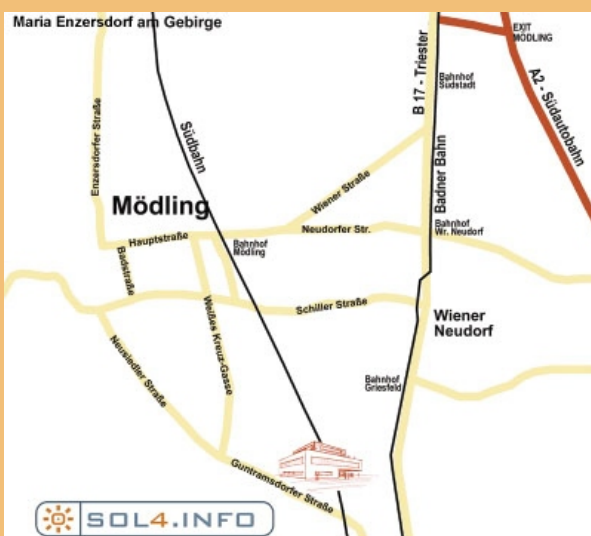 Maria Enzersdorf am Gebirge
EXIT
MÖDLING
B 17 - Triester
Bahnhof
Südstadt
A2 - Südautobahn
Enzersdorfer Straße
Südbahn
Badner Bahn
Wiener Straße
Mödling
Neudorfer Str.
Bahnhof
Wr. Neudorf
Hauptstraße
Bahnhof
Mödling
Badstraße
Weißes Kreuz-Gasse
Schiller Straße
Wiener
Neudorf
Neusiedler Straße
Bahnhof
Griesfeld
Guntramsdorfer Straße
SOL4.INFO